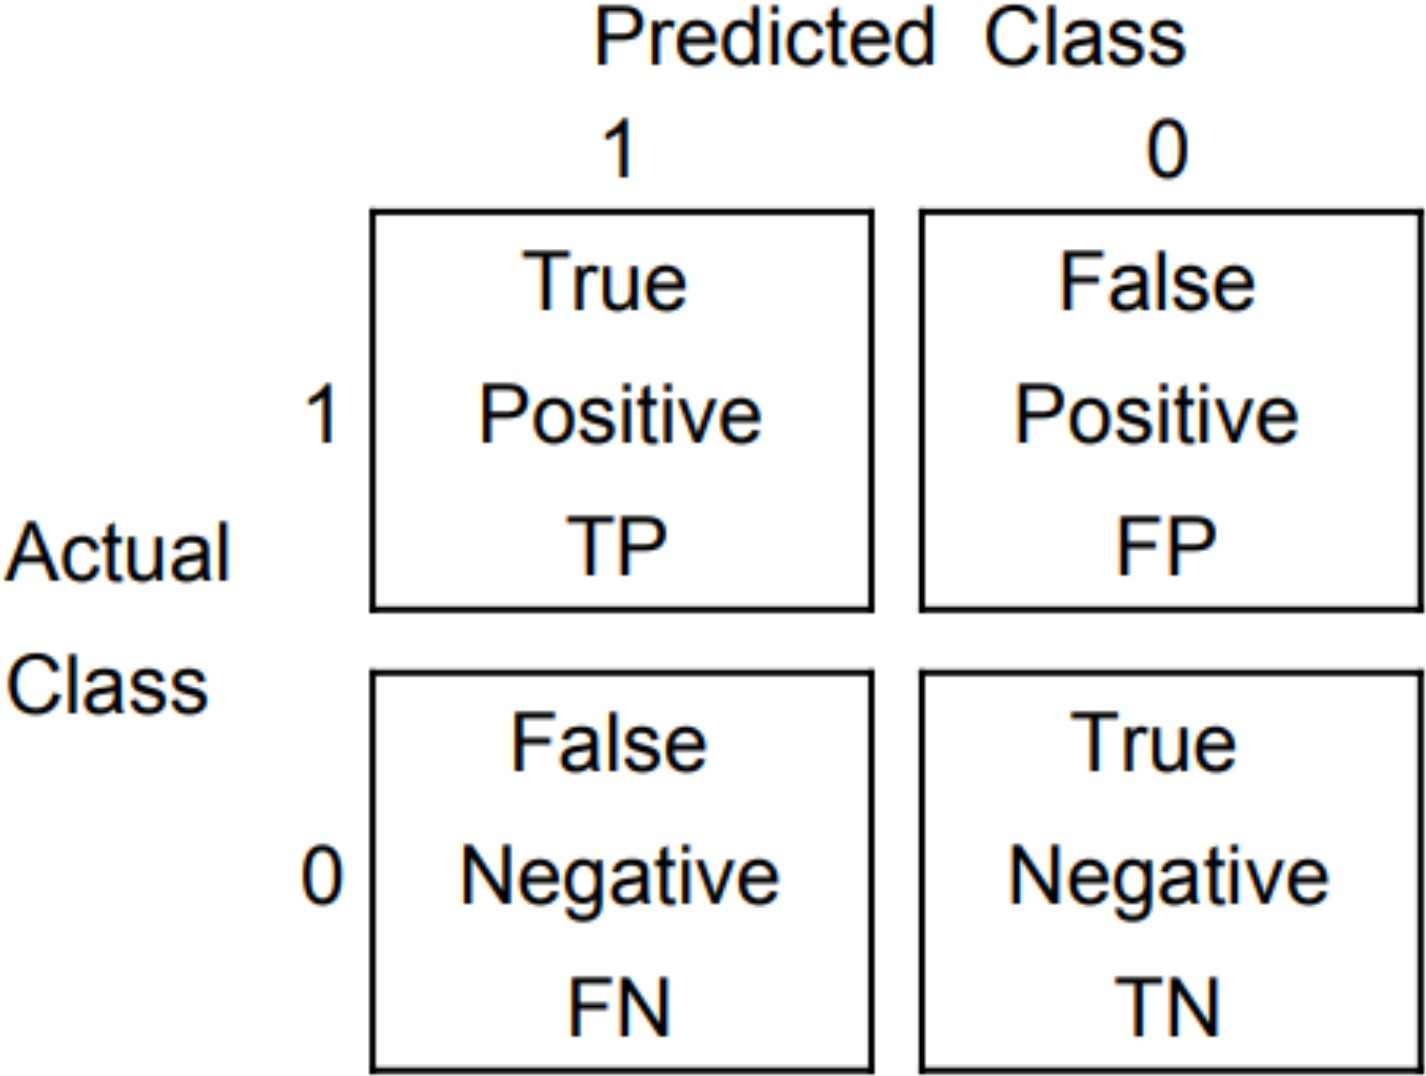 Predicted Class
1 0
True
Positive
TP
False
Positive
FP
1
Actual
Class
0
False
Negative
FN
True
Negative
TN